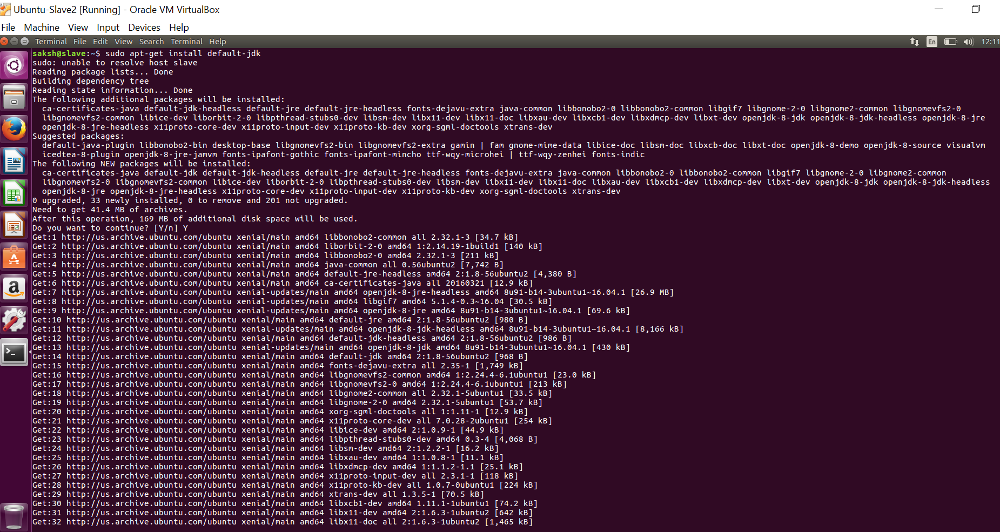 Ubuntu-Slave2 [Running] - Oracle VM VirtualBox
File Machine View Input Devices Help
Terminal File Edit View Search Terminal Help En 12:11
saksh@slave:~$ sudo apt-get install default-jdk
sudo: unable to resolve host slave
Reading package lists... Done
Building dependency tree
Reading state information... Done
The following additional packages will be installed:
ca-certificates-java default-jdk-headless default-jre default-jre-headless fonts-dejavu-extra java-common libbonobo2-0 libbonobo2-common libgif7 libgnome-2-0 libgnome2-common libgnomevfs2-0
libgnomevfs2-common libice-dev liborbit-2-0 libpthread-stubs0-dev libsm-dev libx11-dev libx11-doc libxau-dev libxcb1-dev libxdmcp-dev libxt-dev openjdk-8-jdk openjdk-8-jdk-headless openjdk-8-jre
openjdk-8-jre-headless x11proto-core-dev x11proto-input-dev x11proto-kb-dev xorg-sgml-doctools xtrans-dev
Suggested packages:
default-java-plugin libbonobo2-bin desktop-base libgnomevfs2-bin libgnomevfs2-extra gamin | fam gnome-mime-data libice-doc libsm-doc libxcb-doc libxt-doc openjdk-8-demo openjdk-8-source visualvm
icedtea-8-plugin openjdk-8-jre-jamvm fonts-ipafont-gothic fonts-ipafont-mincho ttf-wqy-microhei | ttf-wqy-zenhei fonts-indic
The following NEW packages will be installed:
ca-certificates-java default-jdk default-jdk-headless default-jre default-jre-headless fonts-dejavu-extra java-common libbonobo2-0 libbonobo2-common libgif7 libgnome-2-0 libgnome2-common
libgnomevfs2-0 libgnomevfs2-common libice-dev liborbit-2-0 libpthread-stubs0-dev libsm-dev libx11-dev libx11-doc libxau-dev libxcb1-dev libxdmcp-dev libxt-dev openjdk-8-jdk openjdk-8-jdk-headless
openjdk-8-jre openjdk-8-jre-headless x11proto-core-dev x11proto-input-dev x11proto-kb-dev xorg-sgml-doctools xtrans-dev
0 upgraded, 33 newly installed, 0 to remove and 201 not upgraded.
Need to get 41.4 MB of archives.
After this operation, 169 MB of additional disk space will be used.
Do you want to continue? [Y/n] Y
Get:1 http://us.archive.ubuntu.com/ubuntu xenial/main amd64 libbonobo2-common all 2.32.1-3 [34.7 kB]
Get:2 http://us.archive.ubuntu.com/ubuntu xenial/main amd64 liborbit-2-0 amd64 1:2.14.19-1build1 [140 kB]
Get:3 http://us.archive.ubuntu.com/ubuntu xenial/main amd64 libbonobo2-0 amd64 2.32.1-3 [211 kB]
Get:4 http://us.archive.ubuntu.com/ubuntu xenial/main amd64 java-common all 0.56ubuntu2 [7,742 B]
Get:5 http://us.archive.ubuntu.com/ubuntu xenial/main amd64 default-jre-headless amd64 2:1.8-56ubuntu2 [4,380 B]
Get:6 http://us.archive.ubuntu.com/ubuntu xenial/main amd64 ca-certificates-java all 20160321 [12.9 kB]
Get:7 http://us.archive.ubuntu.com/ubuntu xenial-updates/main amd64 openjdk-8-jre-headless amd64 8u91-b14-3ubuntu1~16.04.1 [26.9 MB]
Get:8 http://us.archive.ubuntu.com/ubuntu xenial-updates/main amd64 libgif7 amd64 5.1.4-0.3~16.04 [30.5 kB]
Get:9 http://us.archive.ubuntu.com/ubuntu xenial-updates/main amd64 openjdk-8-jre amd64 8u91-b14-3ubuntu1~16.04.1 [69.6 kB]
Get:10 http://us.archive.ubuntu.com/ubuntu xenial/main amd64 default-jre amd64 2:1.8-56ubuntu2 [980 B]
Get:11 http://us.archive.ubuntu.com/ubuntu xenial-updates/main amd64 openjdk-8-jdk-headless amd64 8u91-b14-3ubuntu1~16.04.1 [8,166 kB]
Get:12 http://us.archive.ubuntu.com/ubuntu xenial/main amd64 default-jdk-headless amd64 2:1.8-56ubuntu2 [986 B]
Get:13 http://us.archive.ubuntu.com/ubuntu xenial-updates/main amd64 openjdk-8-jdk amd64 8u91-b14-3ubuntu1~16.04.1 [430 kB]
Get:14 http://us.archive.ubuntu.com/ubuntu xenial/main amd64 default-jdk amd64 2:1.8-56ubuntu2 [968 B]
Get:15 http://us.archive.ubuntu.com/ubuntu xenial/main amd64 fonts-dejavu-extra all 2.35-1 [1,749 kB]
Get:16 http://us.archive.ubuntu.com/ubuntu xenial/main amd64 libgnomevfs2-common amd64 1:2.24.4-6.1ubuntu1 [23.0 kB]
Get:17 http://us.archive.ubuntu.com/ubuntu xenial/main amd64 libgnomevfs2-0 amd64 1:2.24.4-6.1ubuntu1 [213 kB]
Get:18 http://us.archive.ubuntu.com/ubuntu xenial/main amd64 libgnome2-common all 2.32.1-5ubuntu1 [33.5 kB]
Get:19 http://us.archive.ubuntu.com/ubuntu xenial/main amd64 libgnome-2-0 amd64 2.32.1-5ubuntu1 [53.7 kB]
Get:20 http://us.archive.ubuntu.com/ubuntu xenial/main amd64 xorg-sgml-doctools all 1:1.11-1 [12.9 kB]
Get:21 http://us.archive.ubuntu.com/ubuntu xenial/main amd64 x11proto-core-dev all 7.0.28-2ubuntu1 [254 kB]
Get:22 http://us.archive.ubuntu.com/ubuntu xenial/main amd64 libice-dev amd64 2:1.0.9-1 [44.9 kB]
Get:23 http://us.archive.ubuntu.com/ubuntu xenial/main amd64 libpthread-stubs0-dev amd64 0.3-4 [4,068 B]
Get:24 http://us.archive.ubuntu.com/ubuntu xenial/main amd64 libsm-dev amd64 2:1.2.2-1 [16.2 kB]
Get:25 http://us.archive.ubuntu.com/ubuntu xenial/main amd64 libxau-dev amd64 1:1.0.8-1 [11.1 kB]
Get:26 http://us.archive.ubuntu.com/ubuntu xenial/main amd64 libxdmcp-dev amd64 1:1.1.2-1.1 [25.1 kB]
Get:27 http://us.archive.ubuntu.com/ubuntu xenial/main amd64 x11proto-input-dev all 2.3.1-1 [118 kB]
Get:28 http://us.archive.ubuntu.com/ubuntu xenial/main amd64 x11proto-kb-dev all 1.0.7-0ubuntu1 [224 kB]
Get:29 http://us.archive.ubuntu.com/ubuntu xenial/main amd64 xtrans-dev all 1.3.5-1 [70.5 kB]
Get:30 http://us.archive.ubuntu.com/ubuntu xenial/main amd64 libxcb1-dev amd64 1.11.1-1ubuntu1 [74.2 kB]
Get:31 http://us.archive.ubuntu.com/ubuntu xenial/main amd64 libx11-dev amd64 2:1.6.3-1ubuntu2 [642 kB]
Get:32 http://us.archive.ubuntu.com/ubuntu xenial/main amd64 libx11-doc all 2:1.6.3-1ubuntu2 [1,465 kB]